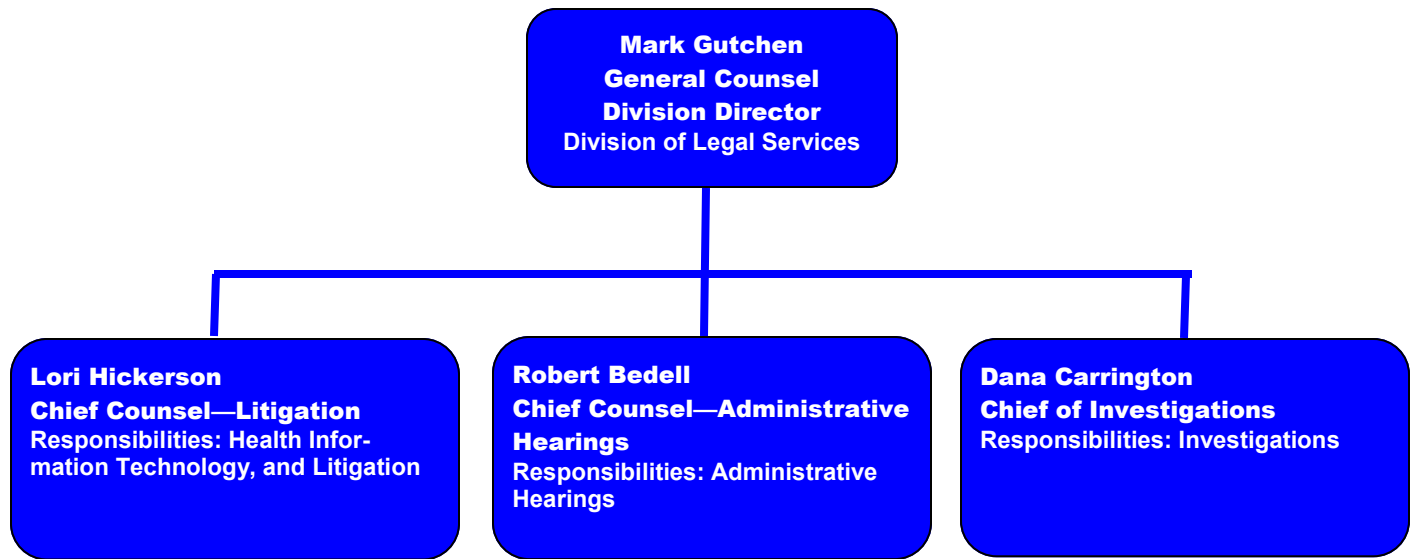 Mark Gutchen
General Counsel
Division Director
Division of Legal Services
Lori Hickerson
Chief Counsel—Litigation
Responsibilities: Health Infor-
mation Technology, and Litigation
Robert Bedell
Chief Counsel—Administrative
Hearings
Responsibilities: Administrative
Hearings
Dana Carrington
Chief of Investigations
Responsibilities: Investigations